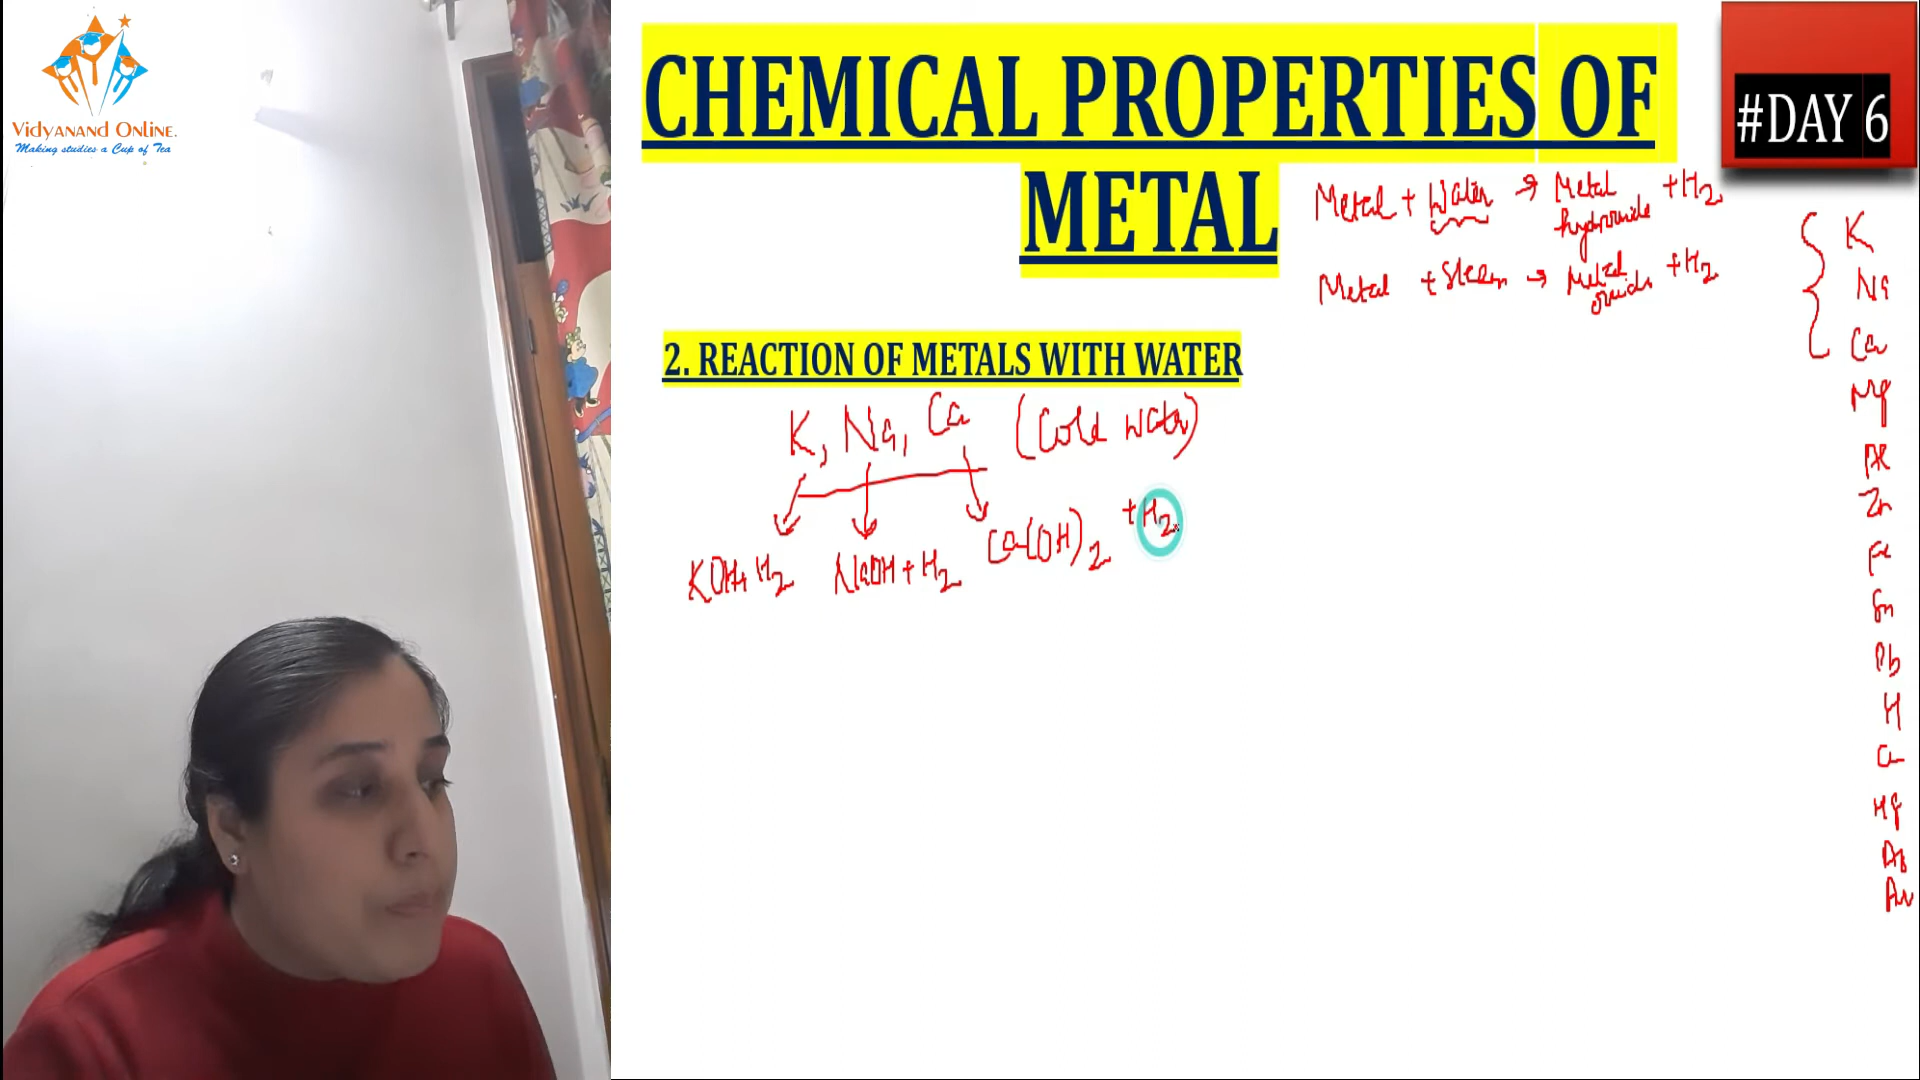 VIDYANAND ONLINE.
Making studies a Cup of Tea
CHEMICAL PROPERTIES OF
METAL
#DAY 6
Metal + Water → Metal hydroxide + H2
Metal + Steam → Metal oxide + H2
2. REACTION OF METALS WITH WATER
K, Na, Ca (Cold water)
KOH + H2 NaOH + H2 Ca(OH)2 + H2
K
Na
Ca
Mg
Al
Zn
Fe
Sn
Pb
H
Cu
Hg
Ag
Au